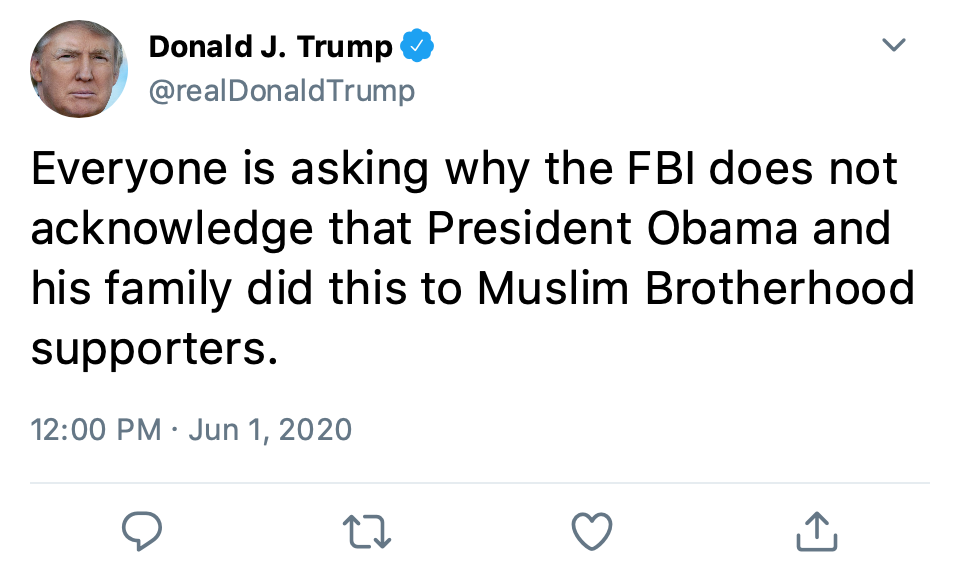 Donald J. Trump
@realDonaldTrump
Everyone is asking why the FBI does not
acknowledge that President Obama and
his family did this to Muslim Brotherhood
supporters.
12:00 PM · Jun 1, 2020